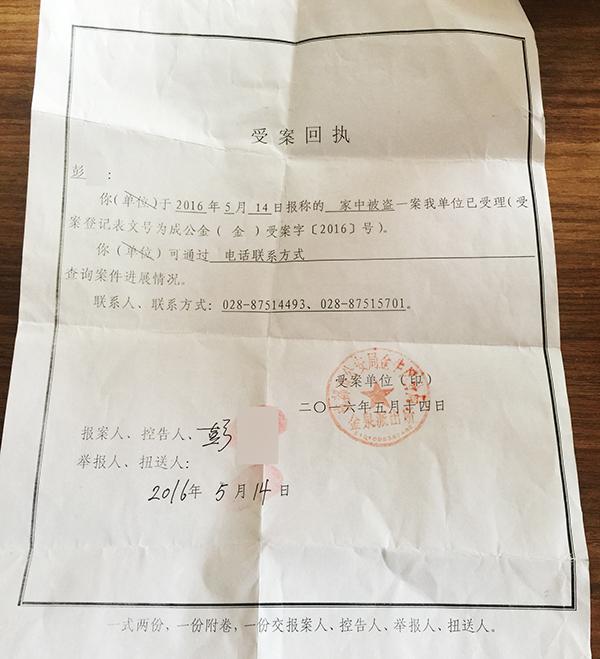 受案回执
彭 :
你(单位)于2016年5月14日报称的 家中被盗一案我单位已受理(受
案登记表文号为成公金(金)受案字〔2016〕号)。
你(单位)可通过 电话联系方式
查询案件进展情况。
联系人、联系方式:028-87514493、028-87515701。
受案单位(印)
二〇一六年五月十四日
金泉派出所
报案人、控告人、彭
举报人、扭送人:
2016年5月14日
一式两份,一份附卷,一份交报案人、控告人、举报人、扭送人。